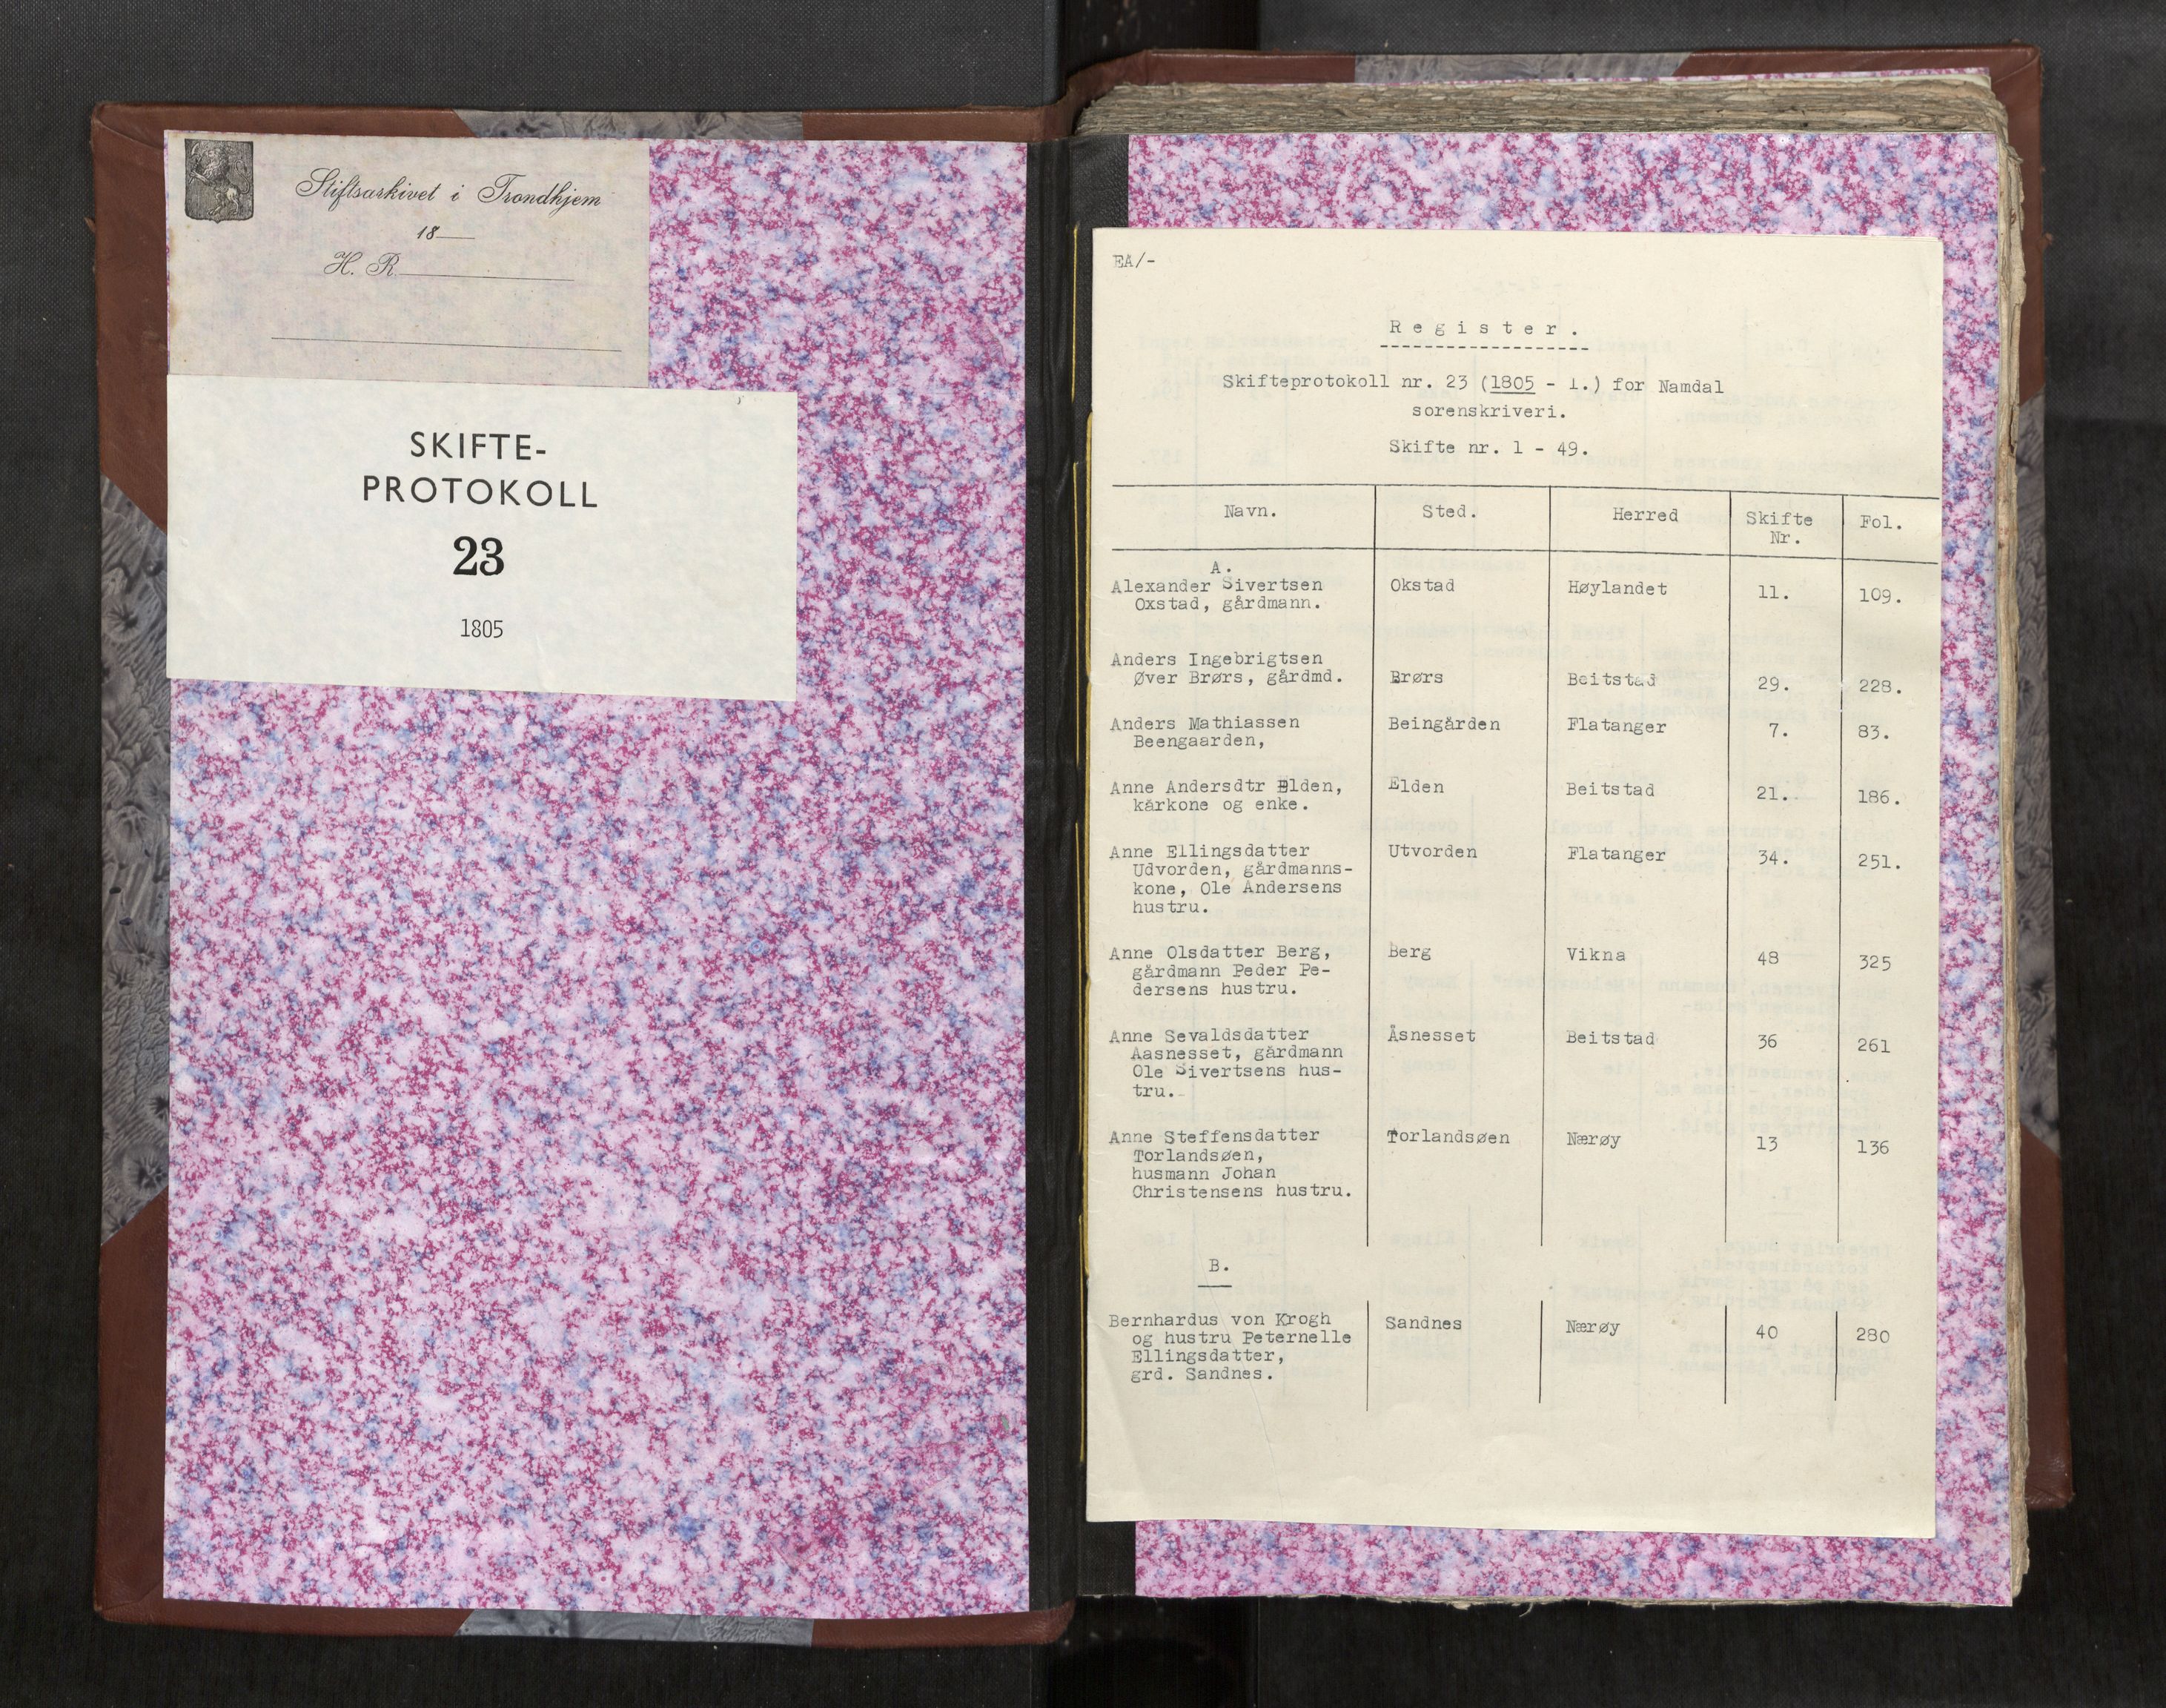 Stiftsarkivet i Trondhjem
18
H. R.
SKIFTE-
PROTOKOLL
23
1805
EA/-
Register.
Skifteprotokoll nr. 23 (1805 - 1.) for Namdal
sorenskriveri.
Skifte nr. 1 - 49.
Navn. Sted. Herred Skifte Nr. Fol.
A.
Alexander Sivertsen Okstad Høylandet 11. 109.
Oxstad, gårdmann.
Anders Ingebrigtsen
Øver Brørs, gårdmd. Brørs Beitstad 29. 228.
Anders Mathiassen Beingården Flatanger 7. 83.
Beengaarden,
Anne Andersdtr Elden, Elden Beitstad 21. 186.
kårkone og enke.
Anne Ellingsdatter Utvorden Flatanger 34. 251.
Udvorden, gårdmanns-
kone, Ole Andersens
hustru.
Anne Olsdatter Berg, Berg Vikna 48 325
gårdmann Peder Pe-
dersens hustru.
Anne Sevaldsdatter Åsnesset Beitstad 36 261
Aasnesset, gårdmann
Ole Sivertsens hus-
tru.
Anne Steffensdatter Torlandsøen Nærøy 13 136
Torlandsøen,
husmann Johan
Christensens hustru.
B.
Bernhardus von Krogh Sandnes Nærøy 40 280
og hustru Peternelle
Ellingsdatter,
grd. Sandnes.